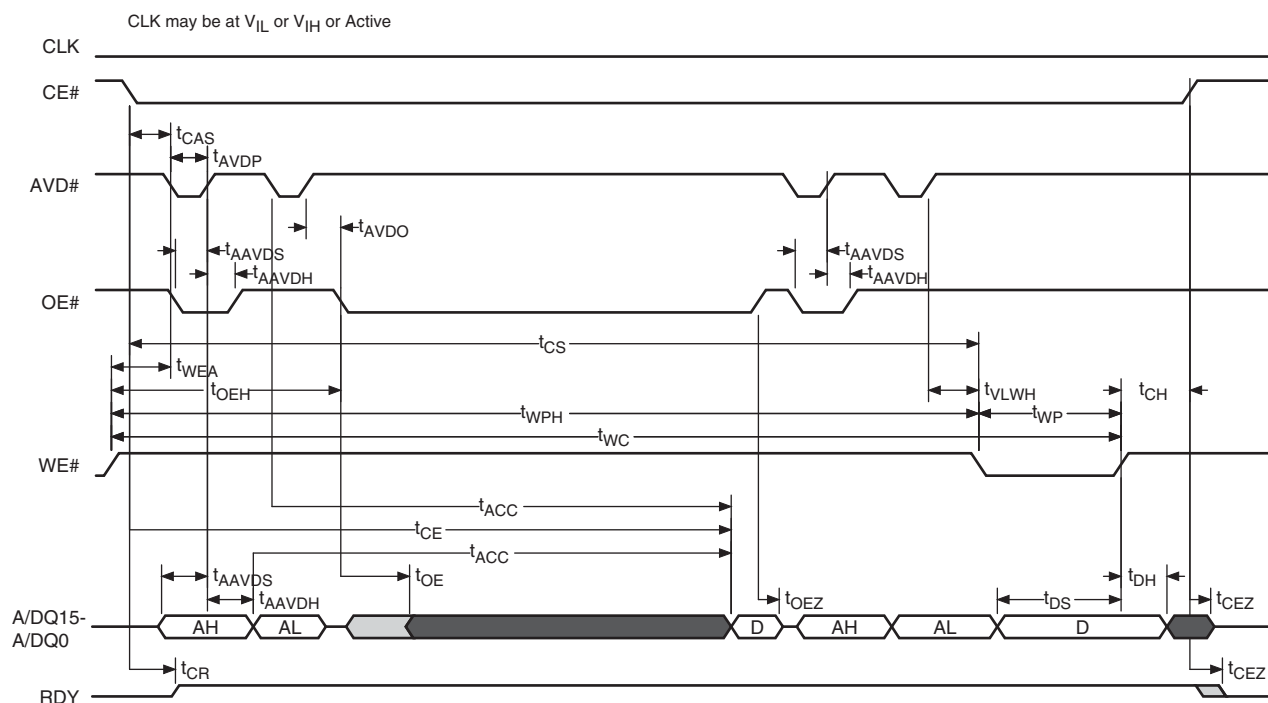 CLK may be at VIL or VIH or Active
CLK
CE#
tCAS
tAVDP
AVD#
tAVDO
tAAVDS
tAAVDS
tAAVDH
tAAVDH
OE#
tCS
tWEA
tOEH
tVLWH
tCH
tWPH
tWP
tWC
WE#
tACC
tCE
tACC
tAAVDS
tOE
tDH
tAAVDH
tOEZ
tDS
tCEZ
A/DQ15-
A/DQ0
AH
AL
D
AH
AL
D
tCR
tCEZ
RDY